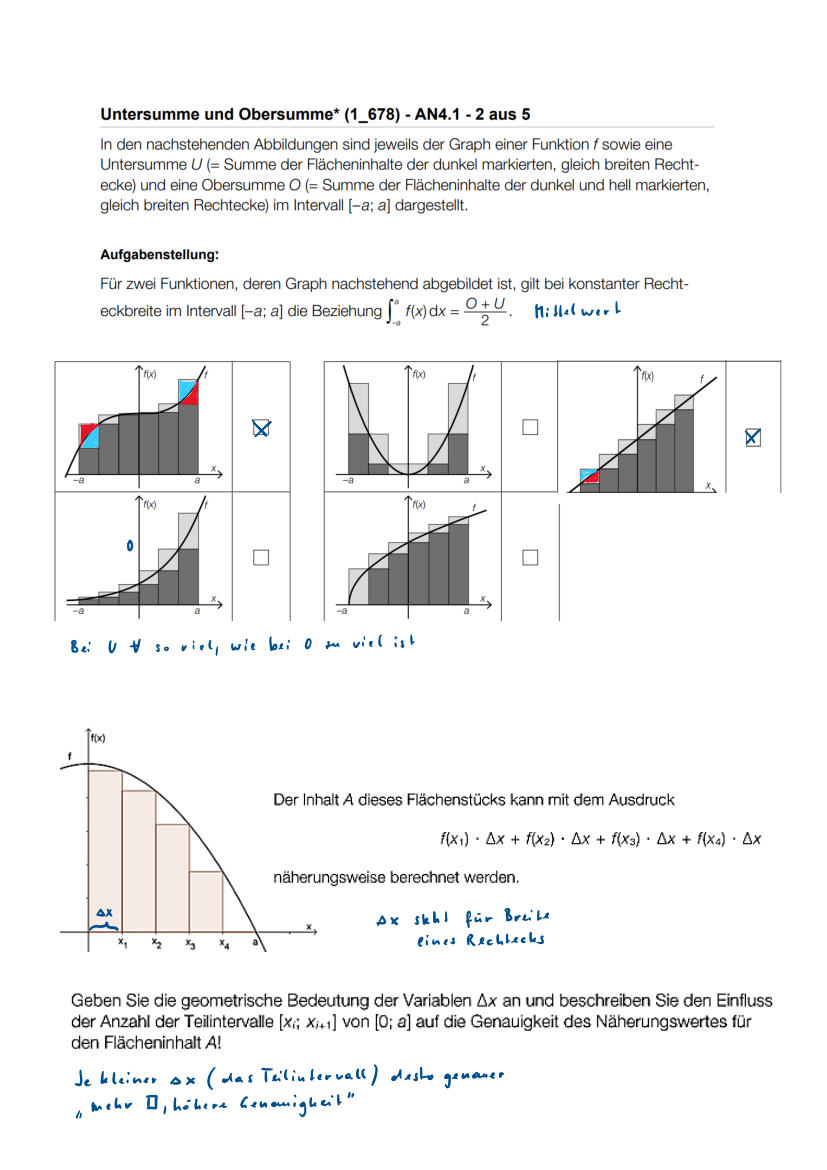 Untersumme und Obersumme* (1_678) - AN4.1 - 2 aus 5
In den nachstehenden Abbildungen sind jeweils der Graph einer Funktion f sowie eine
Untersumme U (= Summe der Flächeninhalte der dunkel markierten, gleich breiten Recht-
ecke) und eine Obersumme O (= Summe der Flächeninhalte der dunkel und hell markierten,
gleich breiten Rechtecke) im Intervall [–a; a] dargestellt.
Aufgabenstellung:
Für zwei Funktionen, deren Graph nachstehend abgebildet ist, gilt bei konstanter Recht-
eckbreite im Intervall [–a; a] die Beziehung ∫₋ₐᵃ f(x) dx = (O + U)/2. Mittelwert
f(x) f x –a a
f(x) f x –a a
f(x) f x
f(x) f 0 x –a a
f(x) f x –a a
Bei U ∀ so viel, wie bei O zu viel ist
f(x)
f
Der Inhalt A dieses Flächenstücks kann mit dem Ausdruck
f(x₁) · Δx + f(x₂) · Δx + f(x₃) · Δx + f(x₄) · Δx
näherungsweise berechnet werden.
Δx
Δx steht für Breite
eines Rechtecks
x₁ x₂ x₃ x₄ a x
Geben Sie die geometrische Bedeutung der Variablen Δx an und beschreiben Sie den Einfluss
der Anzahl der Teilintervalle [xᵢ; xᵢ₊₁] von [0; a] auf die Genauigkeit des Näherungswertes für
den Flächeninhalt A!
Je kleiner Δx (das Teilintervall) desto genauer
„mehr ▯, höhere Genauigkeit"